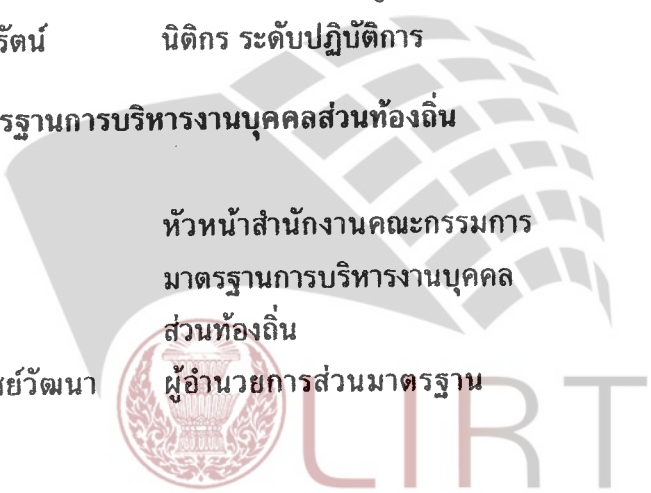 รัตน์ นิติกร ระดับปฏิบัติการ
รฐานการบริหารงานบุคคลส่วนท้องถิ่น
หัวหน้าสำนักงานคณะกรรมการ
มาตรฐานการบริหารงานบุคคล
ส่วนท้องถิ่น
ย์วัฒนา ผู้อำนวยการส่วนมาตรฐาน
LIRT